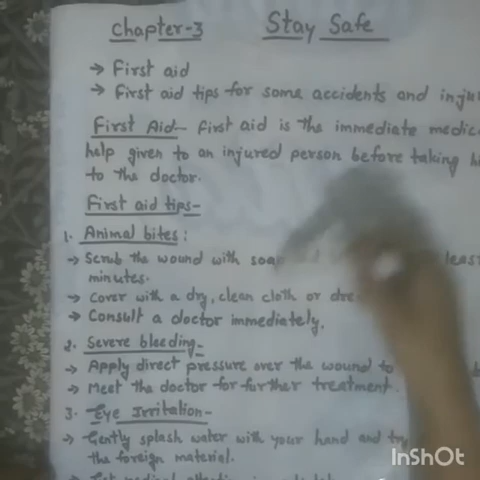 Chapter-3 Stay Safe
→ First aid
→ First aid tips for some accidents and
First Aid- First aid is the immediate
help given to an injured person before taking
to the doctor.
First aid tips-
1. Animal bites:
→ Scrub the wound with
minutes.
→ Cover with a dry, clean cloth or
→ Consult a doctor immediately.
2. Severe bleeding-
→ Apply direct pressure over the wound to
→ Meet the doctor for further treatment.
3. Eye Irritation-
→ Gently splash water with your hand and
the foreign material.
InShOt